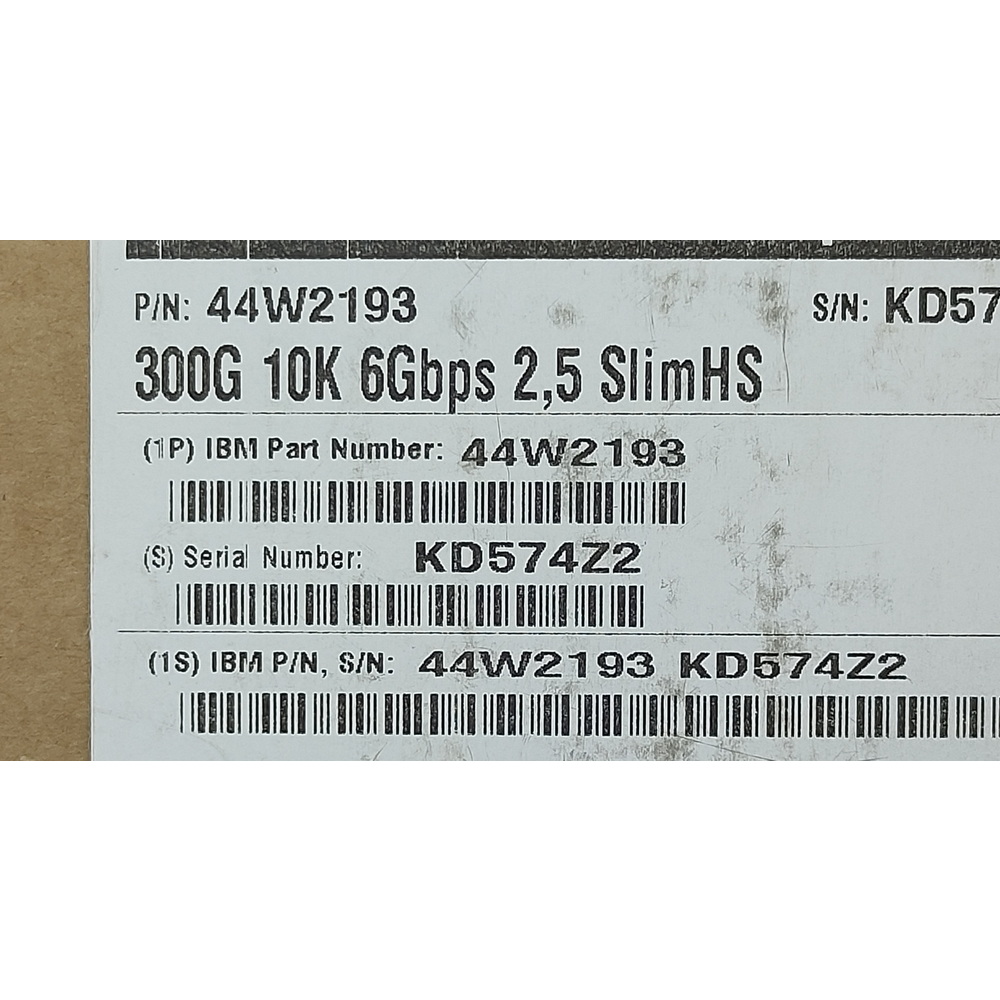 P/N: 44W2193 S/N: KD57
300G 10K 6Gbps 2,5 SlimHS
(1P) IBM Part Number: 44W2193
(S) Serial Number: KD574Z2
(1S) IBM P/N, S/N: 44W2193 KD574Z2